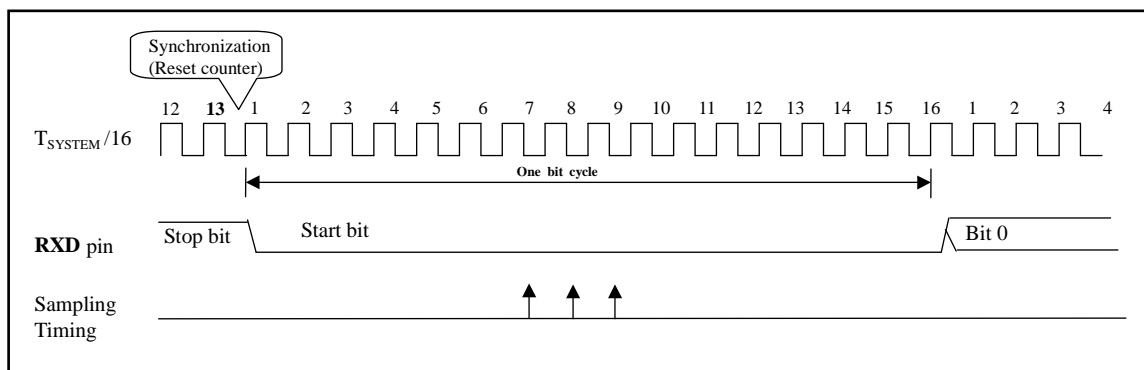 Synchronization
(Reset counter)
12 13 1 2 3 4 5 6 7 8 9 10 11 12 13 14 15 16 1 2 3 4
TSYSTEM /16
One bit cycle
RXD pin Stop bit Start bit Bit 0
Sampling
Timing